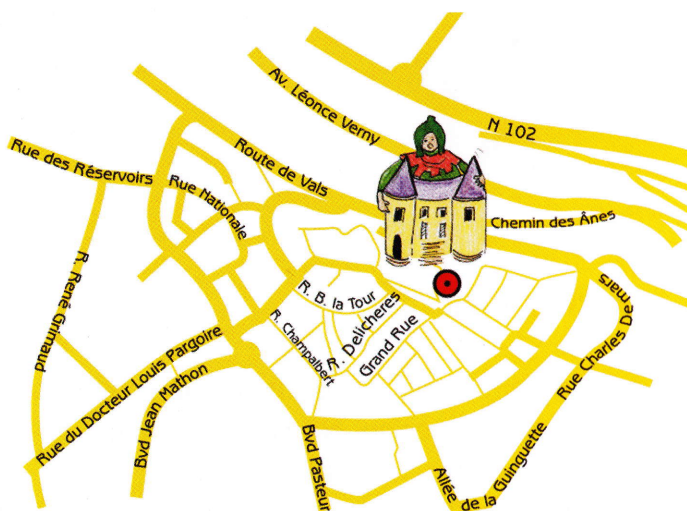 N 102
Av. Léonce Verny
Route de Vals
Rue des Réservoirs
Rue Nationale
Chemin des Ânes
R. René Grimaud
R. B. la Tour
R. Champalbert
R. Delicheres
Grand Rue
Rue Charles Demars
Rue du Docteur Louis Pargoire
Bvd Jean Mathon
Bvd Pasteur
Allée de la Guinguette